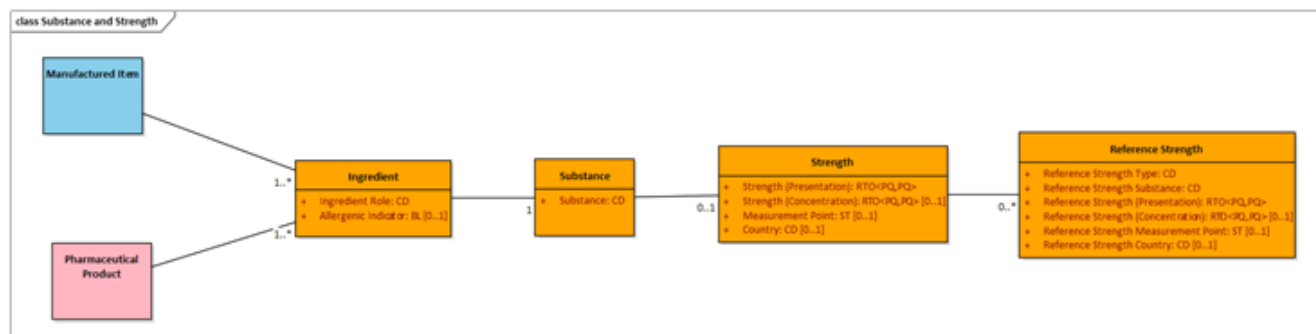 class Substance and Strength
Manufactured Item
1..*
Pharmaceutical
Product
1..*
Ingredient
+ Ingredient Role: CD
+ Allergenic Indicator: BL [0..1]
Substance
+ Substance: CD
1
Strength
+ Strength (Presentation): RTO<PQ,PQ>
+ Strength (Concentration): RTO<PQ,PQ> [0..1]
+ Measurement Point: ST [0..1]
+ Country: CD [0..1]
0..1
Reference Strength
+ Reference Strength Type: CD
+ Reference Strength Substance: CD
+ Reference Strength (Presentation): RTO<PQ,PQ>
+ Reference Strength (Concentration): RTO<PQ,PQ> [0..1]
+ Reference Strength Measurement Point: ST [0..1]
+ Reference Strength Country: CD [0..1]
0..*